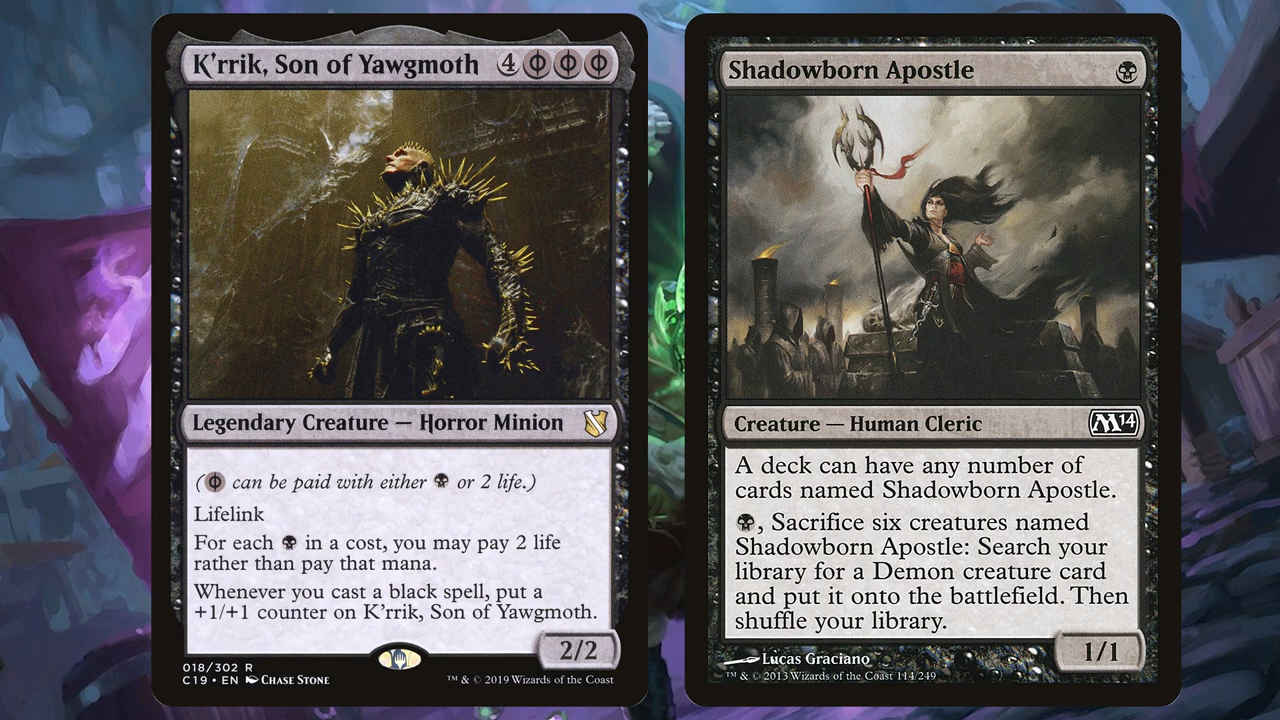 K'rrik, Son of Yawgmoth 4
Legendary Creature — Horror Minion
( can be paid with either or 2 life.)
Lifelink
For each in a cost, you may pay 2 life
rather than pay that mana.
Whenever you cast a black spell, put a
+1/+1 counter on K'rrik, Son of Yawgmoth.
2/2
018/302 R
C19 • EN CHASE STONE
™ & © 2019 Wizards of the Coast
Shadowborn Apostle
Creature — Human Cleric
M14
A deck can have any number of
cards named Shadowborn Apostle.
, Sacrifice six creatures named
Shadowborn Apostle: Search your
library for a Demon creature card
and put it onto the battlefield. Then
shuffle your library.
1/1
Lucas Graciano
™ & © 2013 Wizards of the Coast 114/249